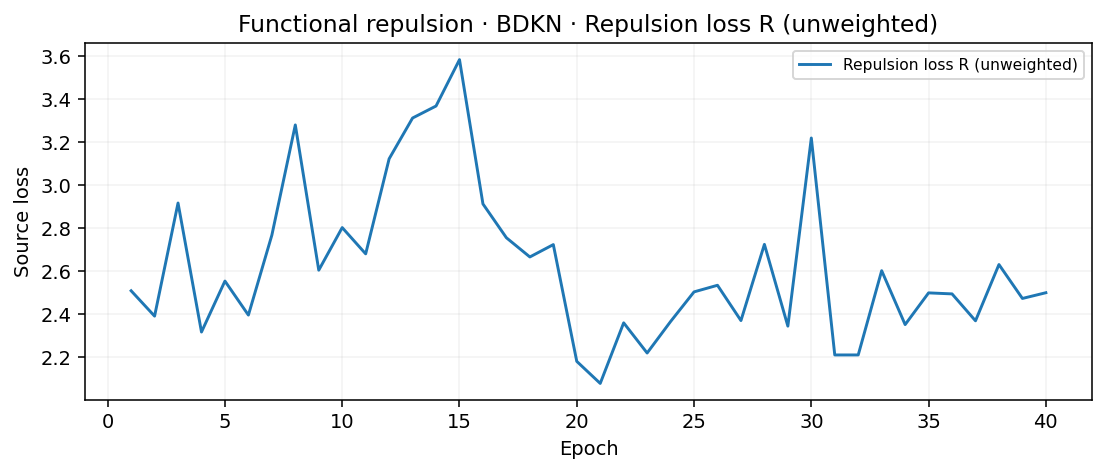 Functional repulsion · BDKN · Repulsion loss R (unweighted)
Repulsion loss R (unweighted)
Source loss
3.6
3.4
3.2
3.0
2.8
2.6
2.4
2.2
0 5 10 15 20 25 30 35 40
Epoch